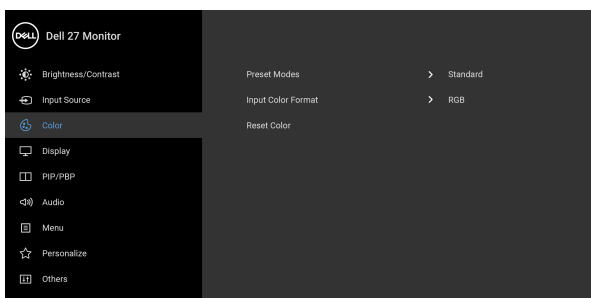 DELL Dell 27 Monitor
Brightness/Contrast
Preset Modes Standard
Input Source
Input Color Format RGB
Color
Reset Color
Display
PIP/PBP
Audio
Menu
Personalize
Others